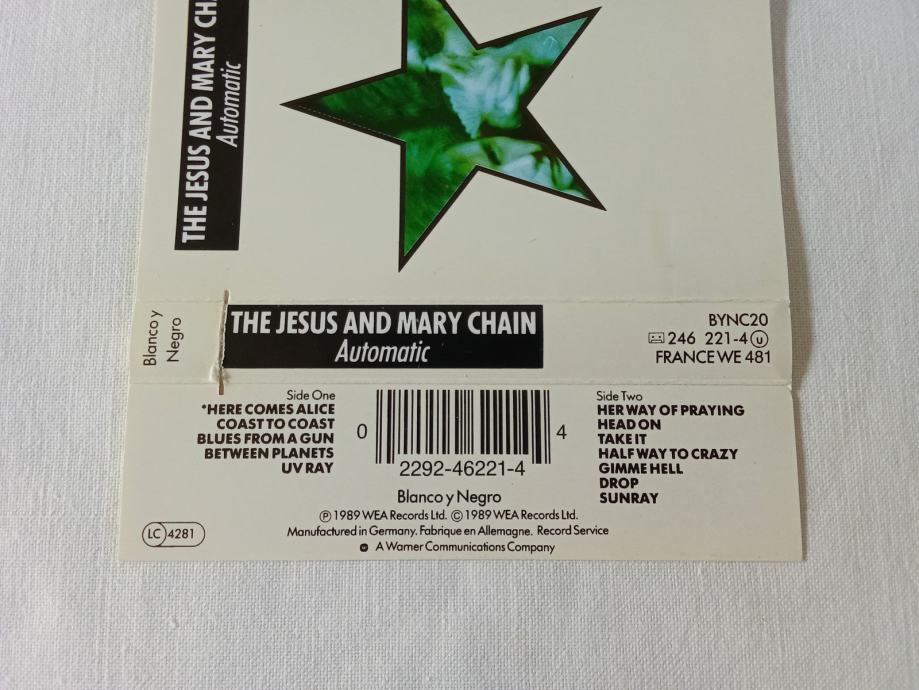 THE JESUS AND MARY CH
Automatic
Blanco y
Negro
THE JESUS AND MARY CHAIN
Automatic
BYNC20
246 221-4 U
FRANCE WE 481
Side One
*HERE COMES ALICE
COAST TO COAST
BLUES FROM A GUN
BETWEEN PLANETS
UV RAY
0
4
2292-46221-4
Side Two
HER WAY OF PRAYING
HEAD ON
TAKE IT
HALF WAY TO CRAZY
GIMME HELL
DROP
SUNRAY
Blanco y Negro
℗ 1989 WEA Records Ltd. © 1989 WEA Records Ltd.
Manufactured in Germany. Fabrique en Allemagne. Record Service
A Warner Communications Company
LC 4281